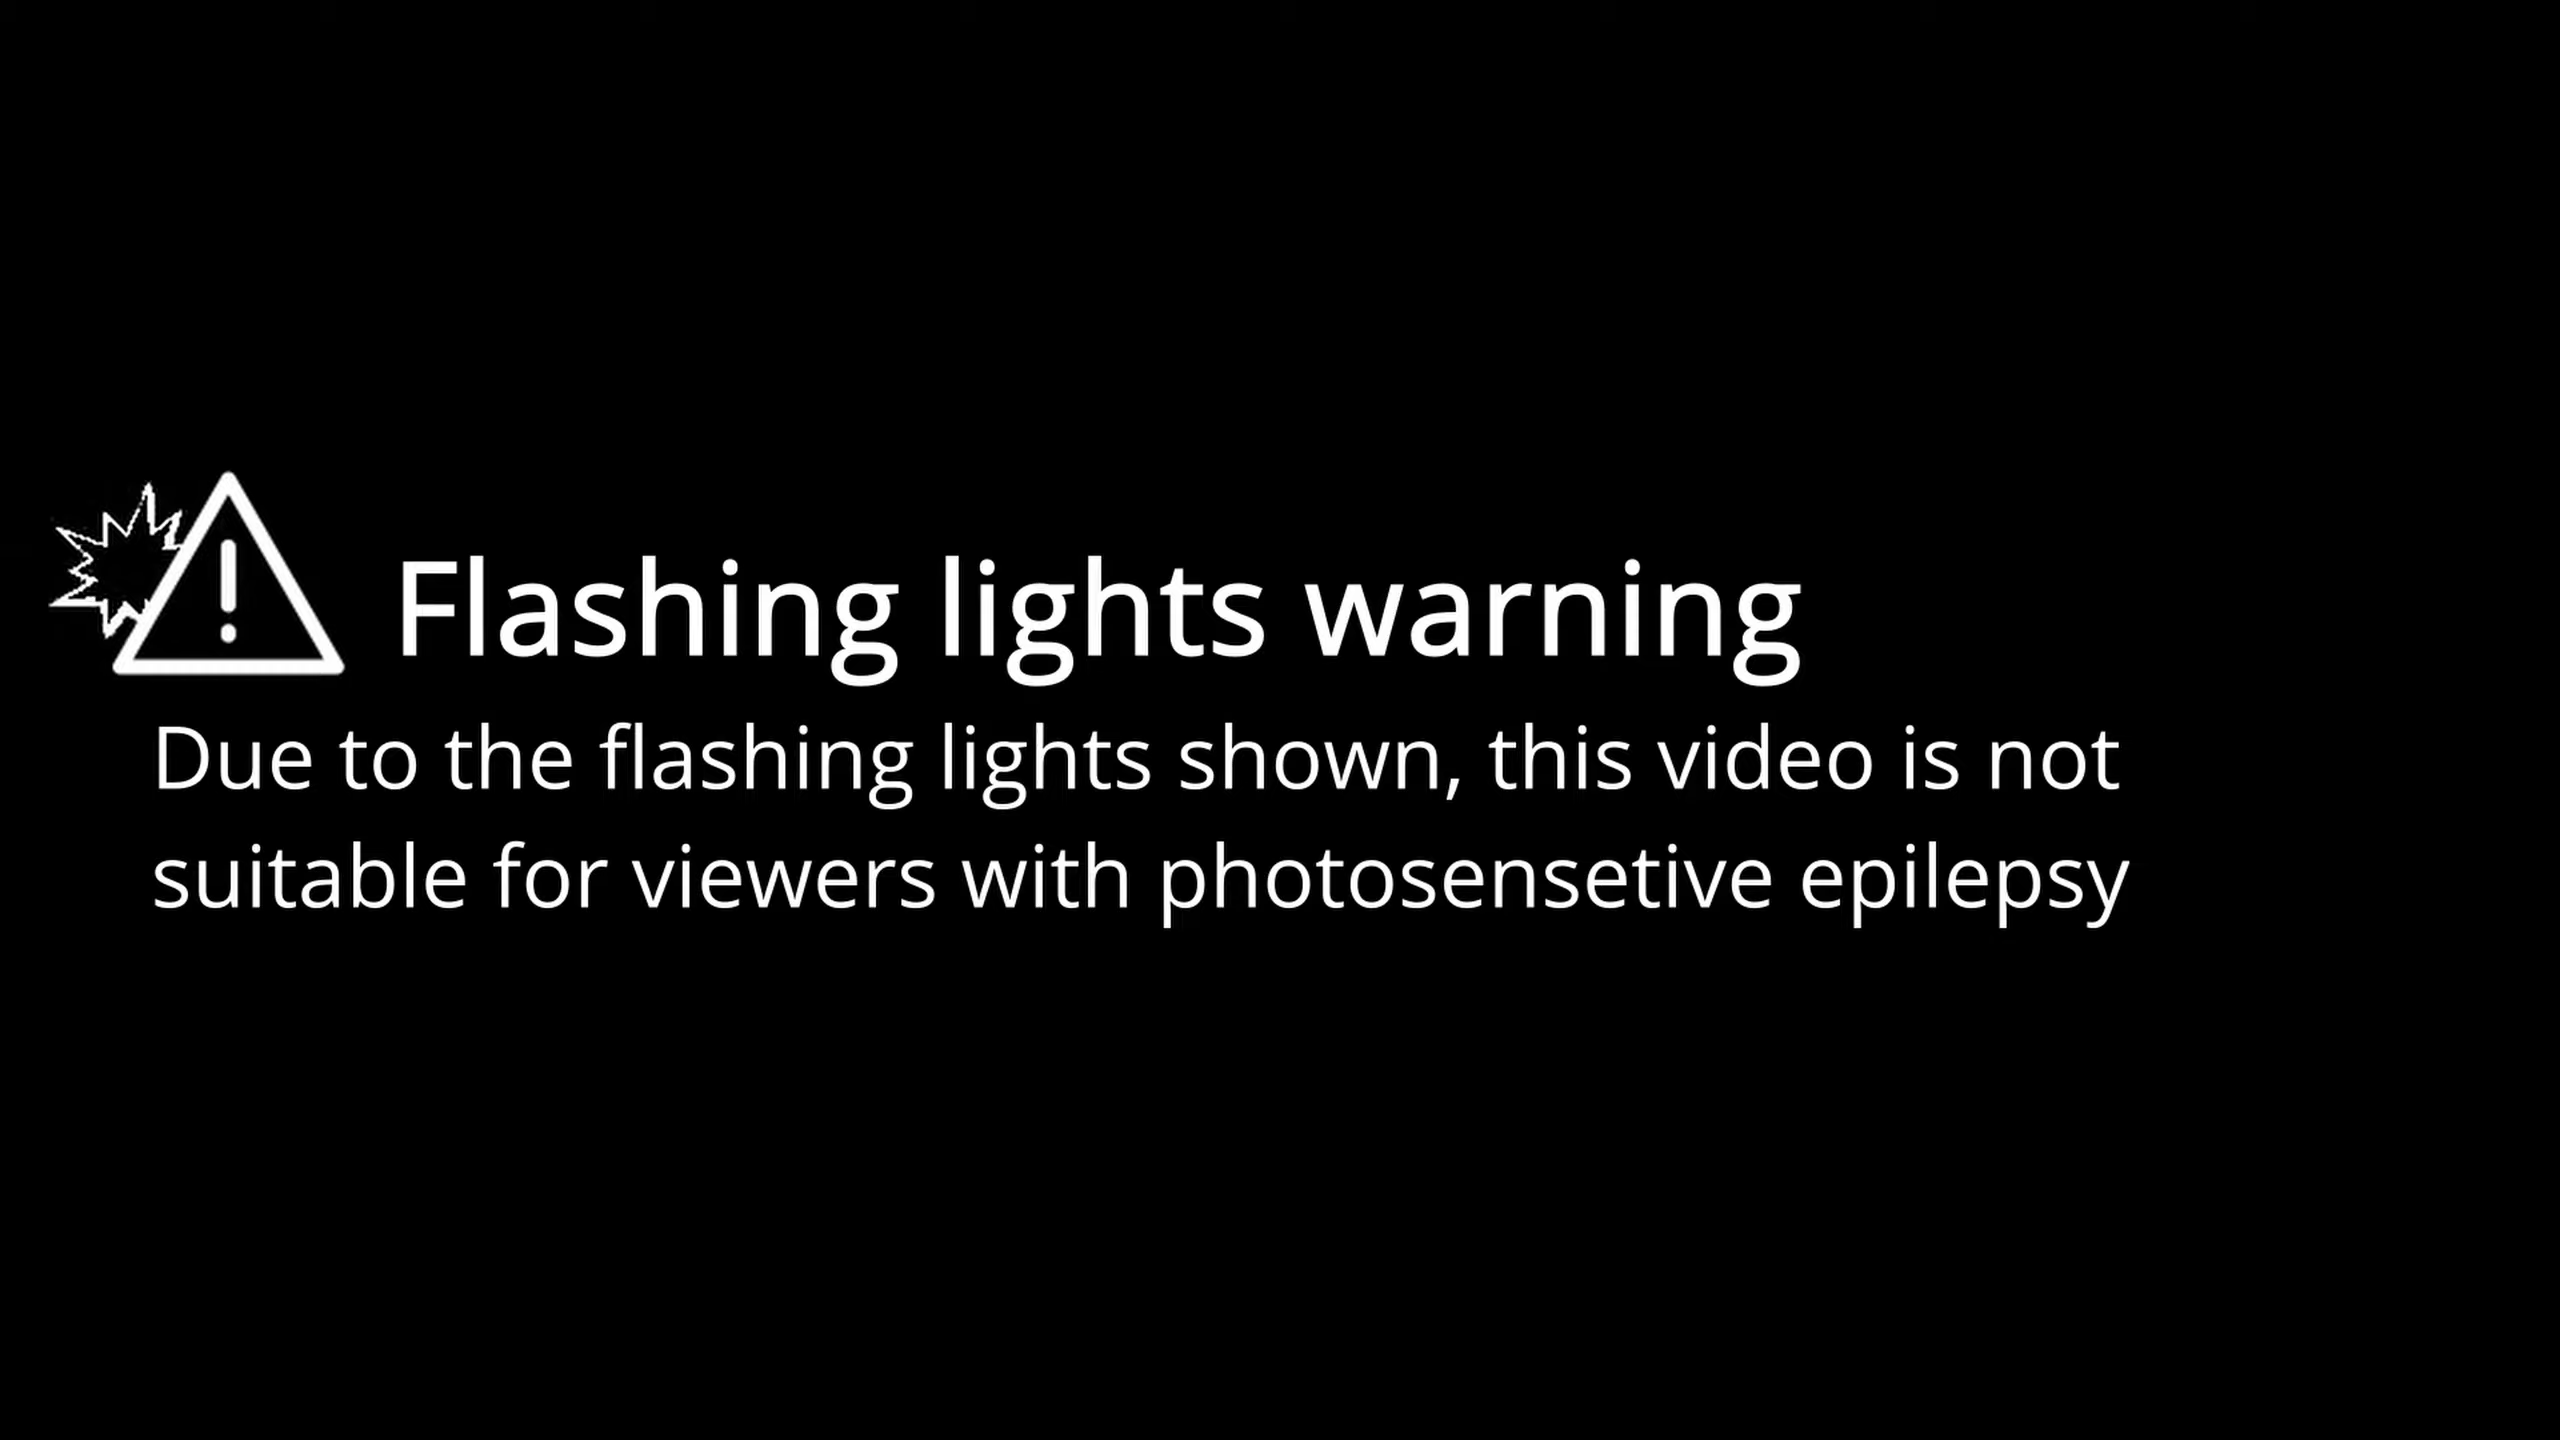 Flashing lights warning
Due to the flashing lights shown, this video is not
suitable for viewers with photosensetive epilepsy